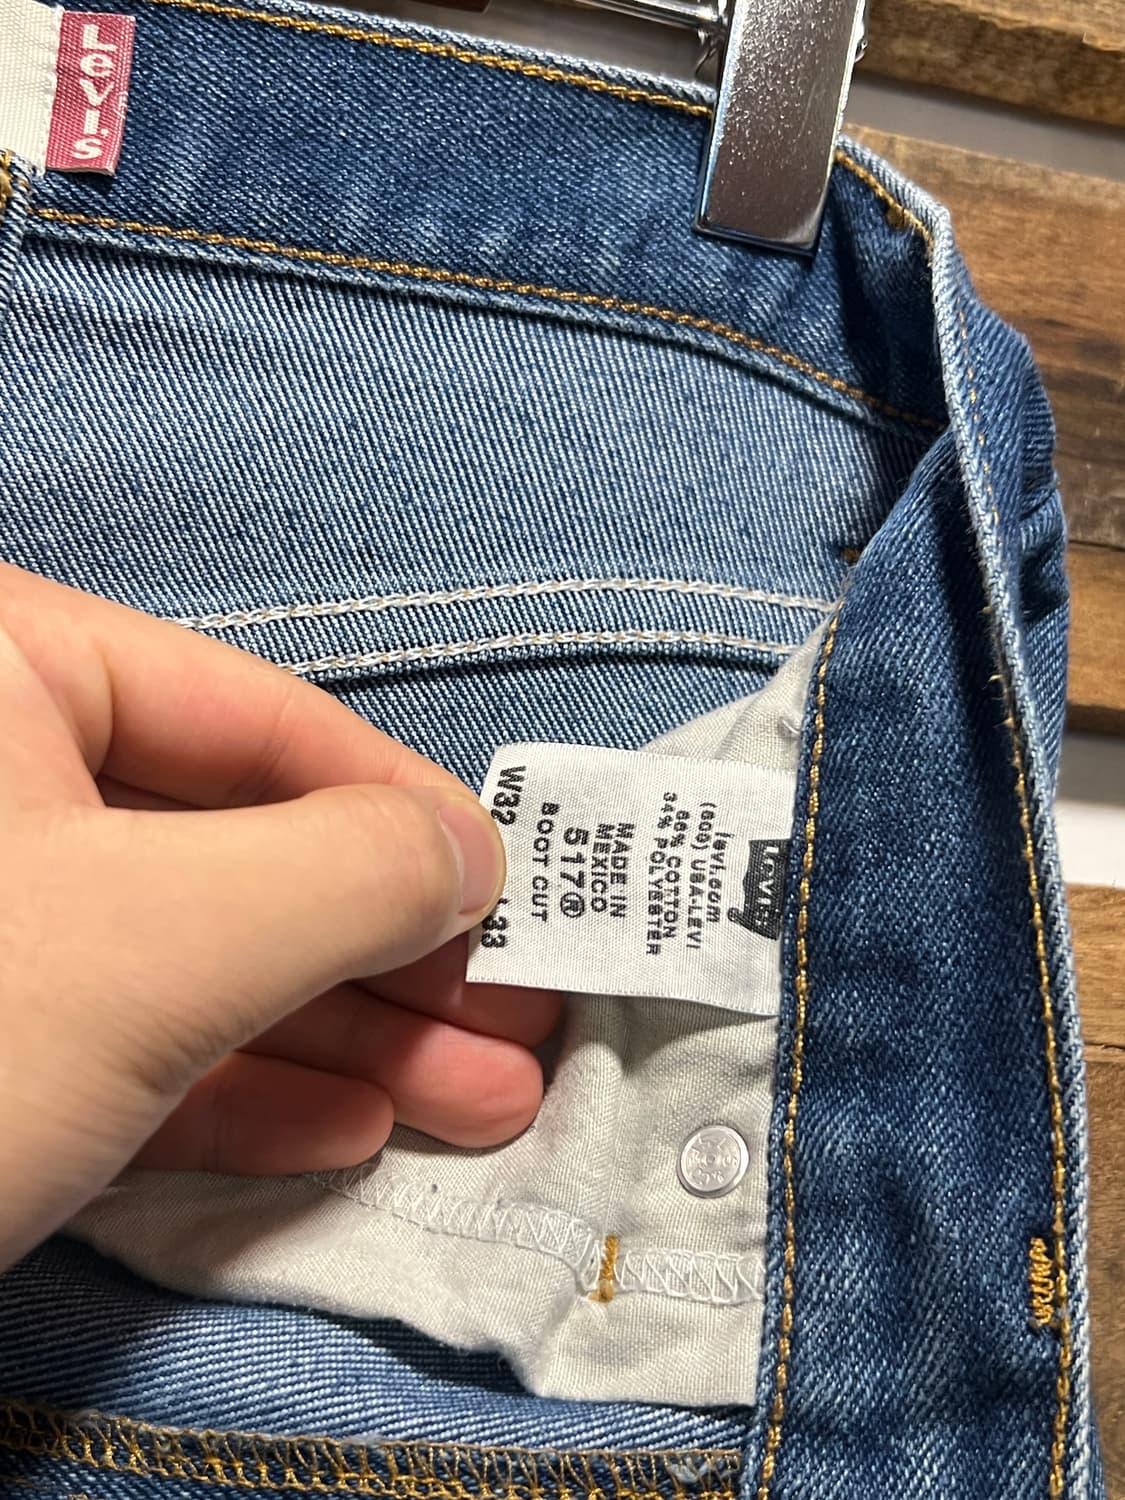 Levi's
Levi's
levi.com
(800) USA-LEVI
66% COTTON
34% POLYESTER
MADE IN
MEXICO
517®
BOOT CUT
W32 L33